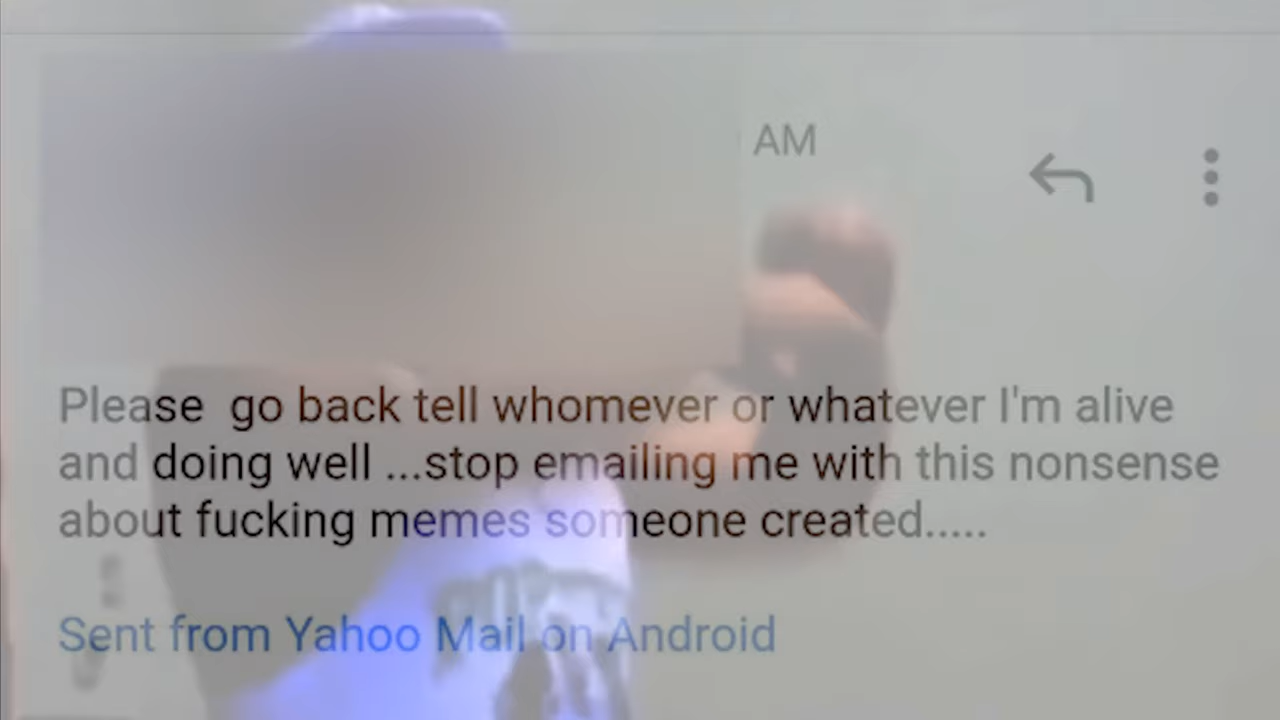 AM
Please  go back tell whomever or whatever I'm alive
and doing well ...stop emailing me with this nonsense
about fucking memes someone created.....
Sent from Yahoo Mail on Android